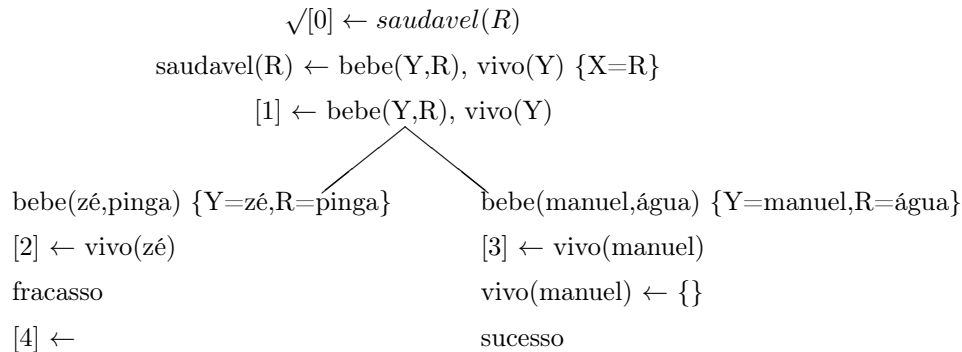 √[0] ← saudavel(R)
saudavel(R) ← bebe(Y,R), vivo(Y) {X=R}
[1] ← bebe(Y,R), vivo(Y)
bebe(zé,pinga) {Y=zé,R=pinga}
[2] ← vivo(zé)
fracasso
[4] ←
bebe(manuel,água) {Y=manuel,R=água}
[3] ← vivo(manuel)
vivo(manuel) ← {}
sucesso